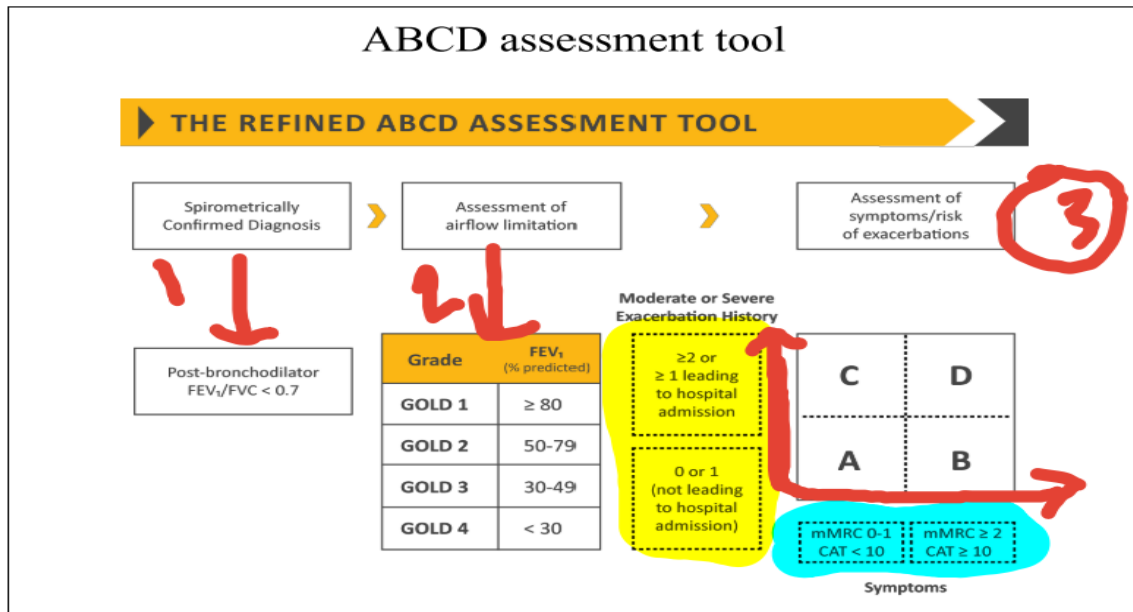 ABCD assessment tool
THE REFINED ABCD ASSESSMENT TOOL
Spirometrically
Confirmed Diagnosis
Assessment of
airflow limitation
Assessment of
symptoms/risk
of exacerbations
3
1
2
Post-bronchodilator
FEV₁/FVC < 0.7
Grade FEV₁
(% predicted)
GOLD 1 ≥ 80
GOLD 2 50-79
GOLD 3 30-49
GOLD 4 < 30
Moderate or Severe
Exacerbation History
≥2 or
≥ 1 leading
to hospital
admission
0 or 1
(not leading
to hospital
admission)
C D
A B
mMRC 0-1
CAT < 10
mMRC ≥ 2
CAT ≥ 10
Symptoms